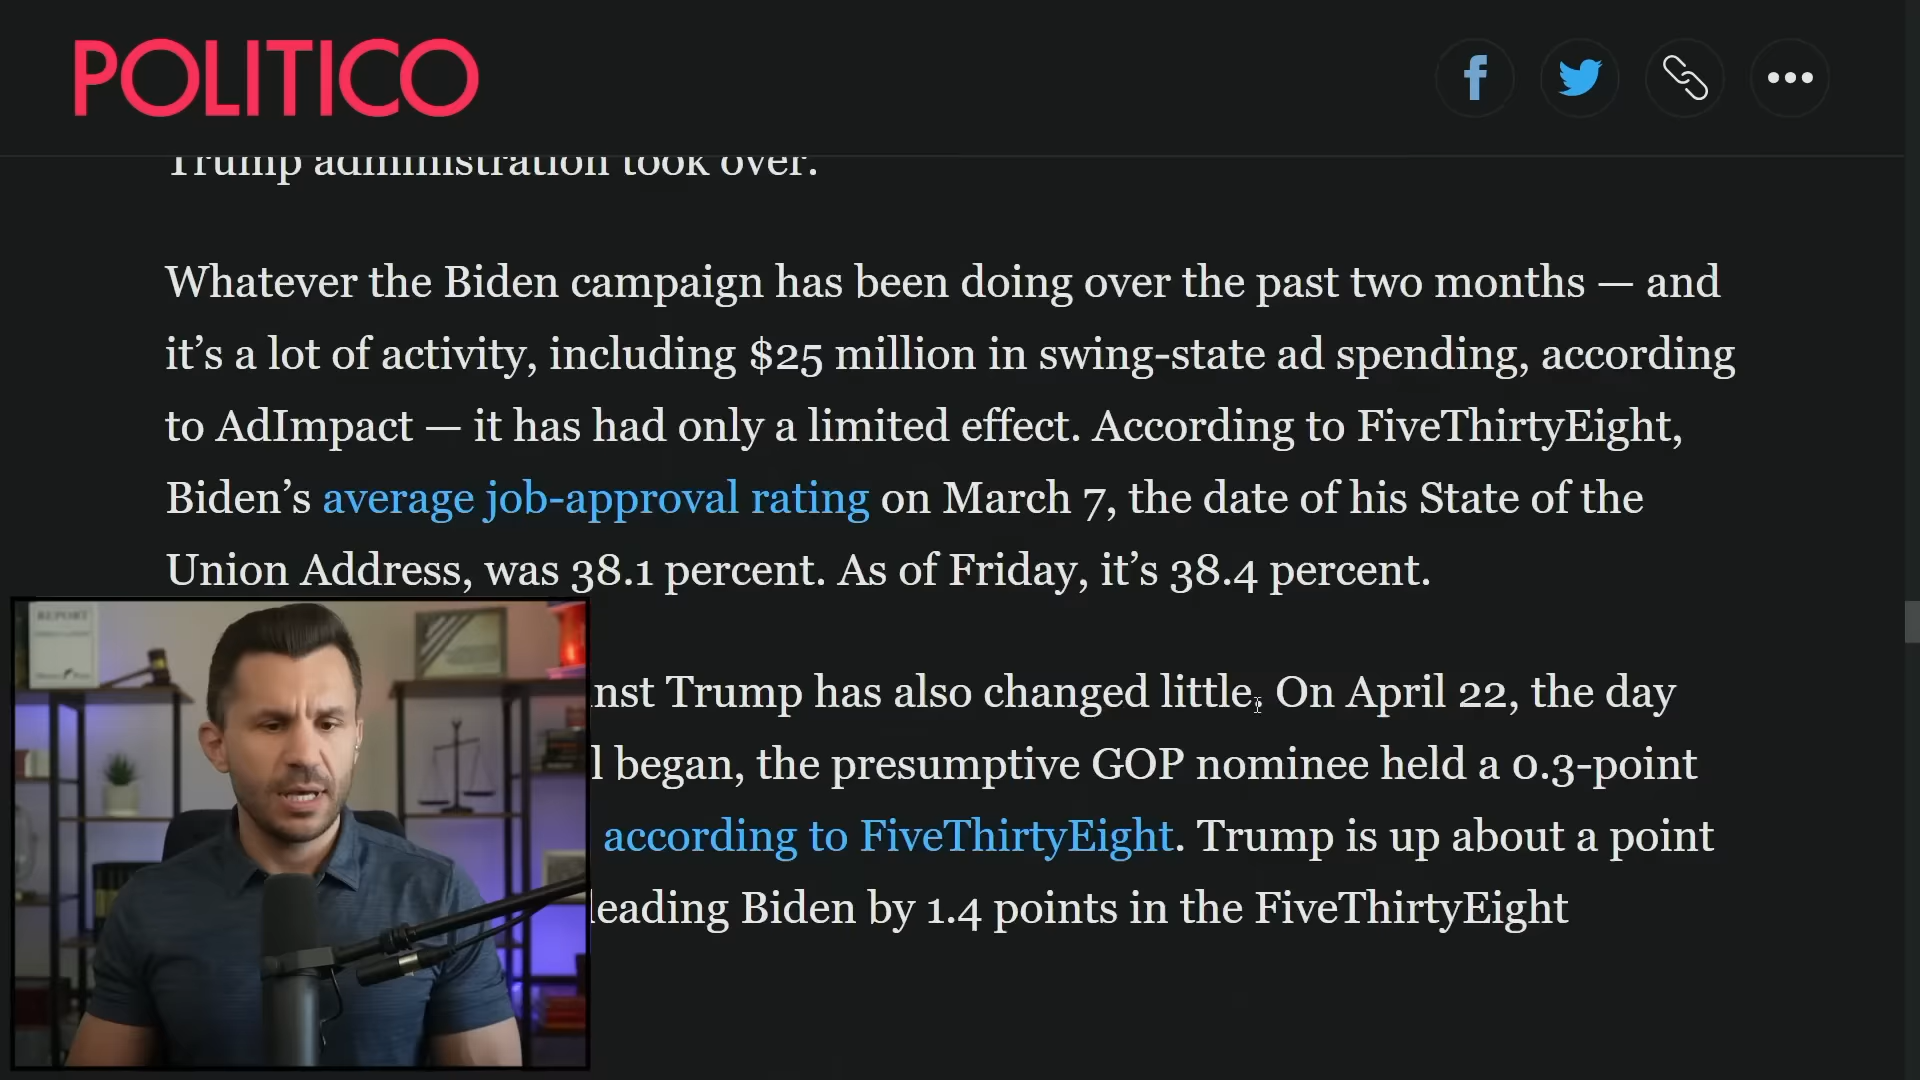 POLITICO
Trump administration took over.
Whatever the Biden campaign has been doing over the past two months — and
it’s a lot of activity, including $25 million in swing-state ad spending, according
to AdImpact — it has had only a limited effect. According to FiveThirtyEight,
Biden’s average job-approval rating on March 7, the date of his State of the
Union Address, was 38.1 percent. As of Friday, it’s 38.4 percent.
Trump has also changed little. On April 22, the day
began, the presumptive GOP nominee held a 0.3-point
according to FiveThirtyEight. Trump is up about a point
leading Biden by 1.4 points in the FiveThirtyEight
REPORT